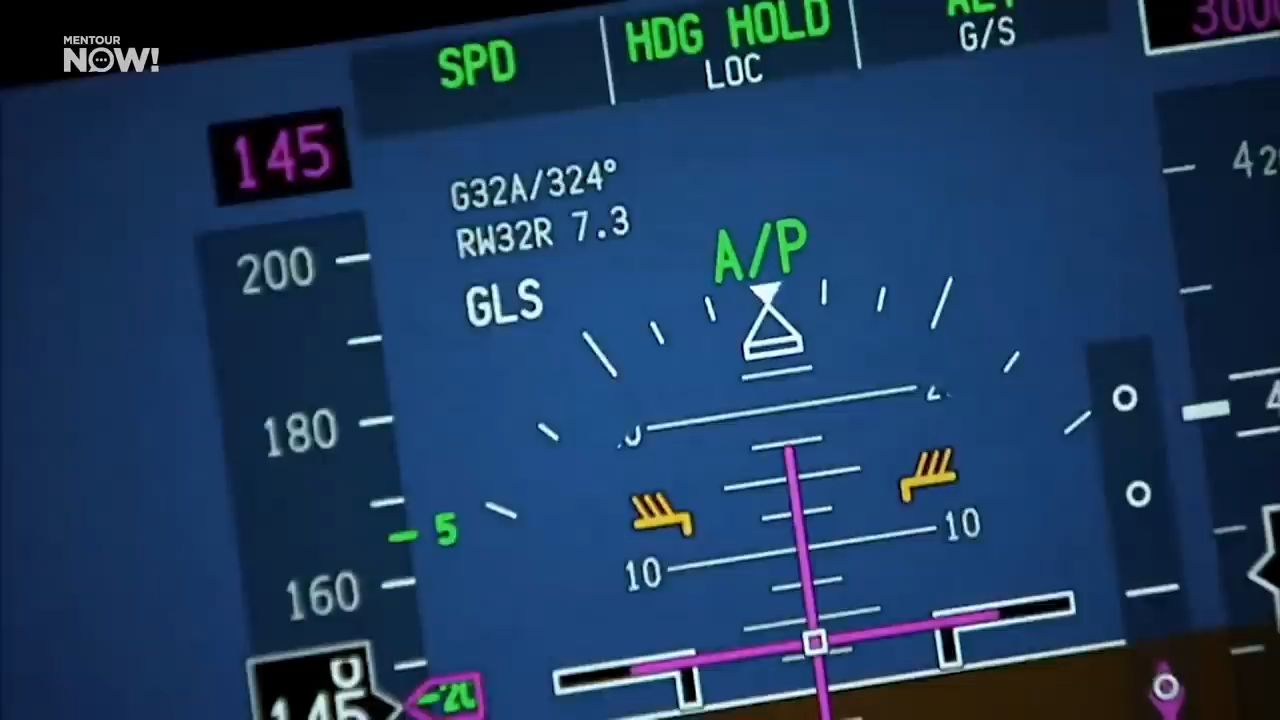 MENTOUR
NOW!
SPD
HDG HOLD
LOC
G/S
145
G32A/324°
RW32R 7.3
GLS
A/P
200
180
5
160
10
10
145
-20